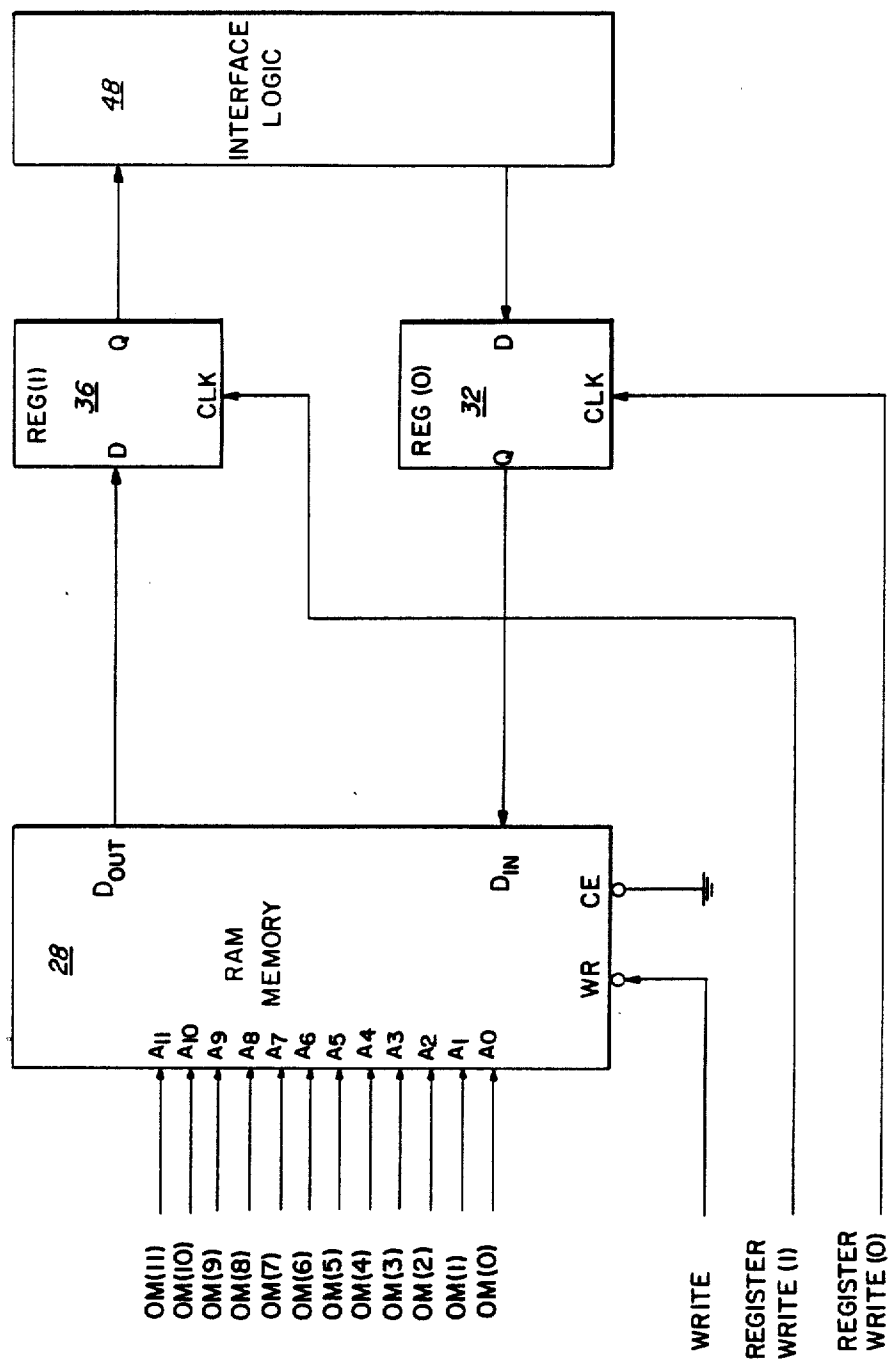 48
INTERFACE
LOGIC
REG(1)
36
D
Q
CLK
REG (0)
32
Q
D
CLK
28
RAM
MEMORY
DOUT
DIN
WR
CE
A11
A10
A9
A8
A7
A6
A5
A4
A3
A2
A1
A0
OM(11)
OM(10)
OM(9)
OM(8)
OM(7)
OM(6)
OM(5)
OM(4)
OM(3)
OM(2)
OM(1)
OM(0)
WRITE
REGISTER
WRITE (1)
REGISTER
WRITE (0)